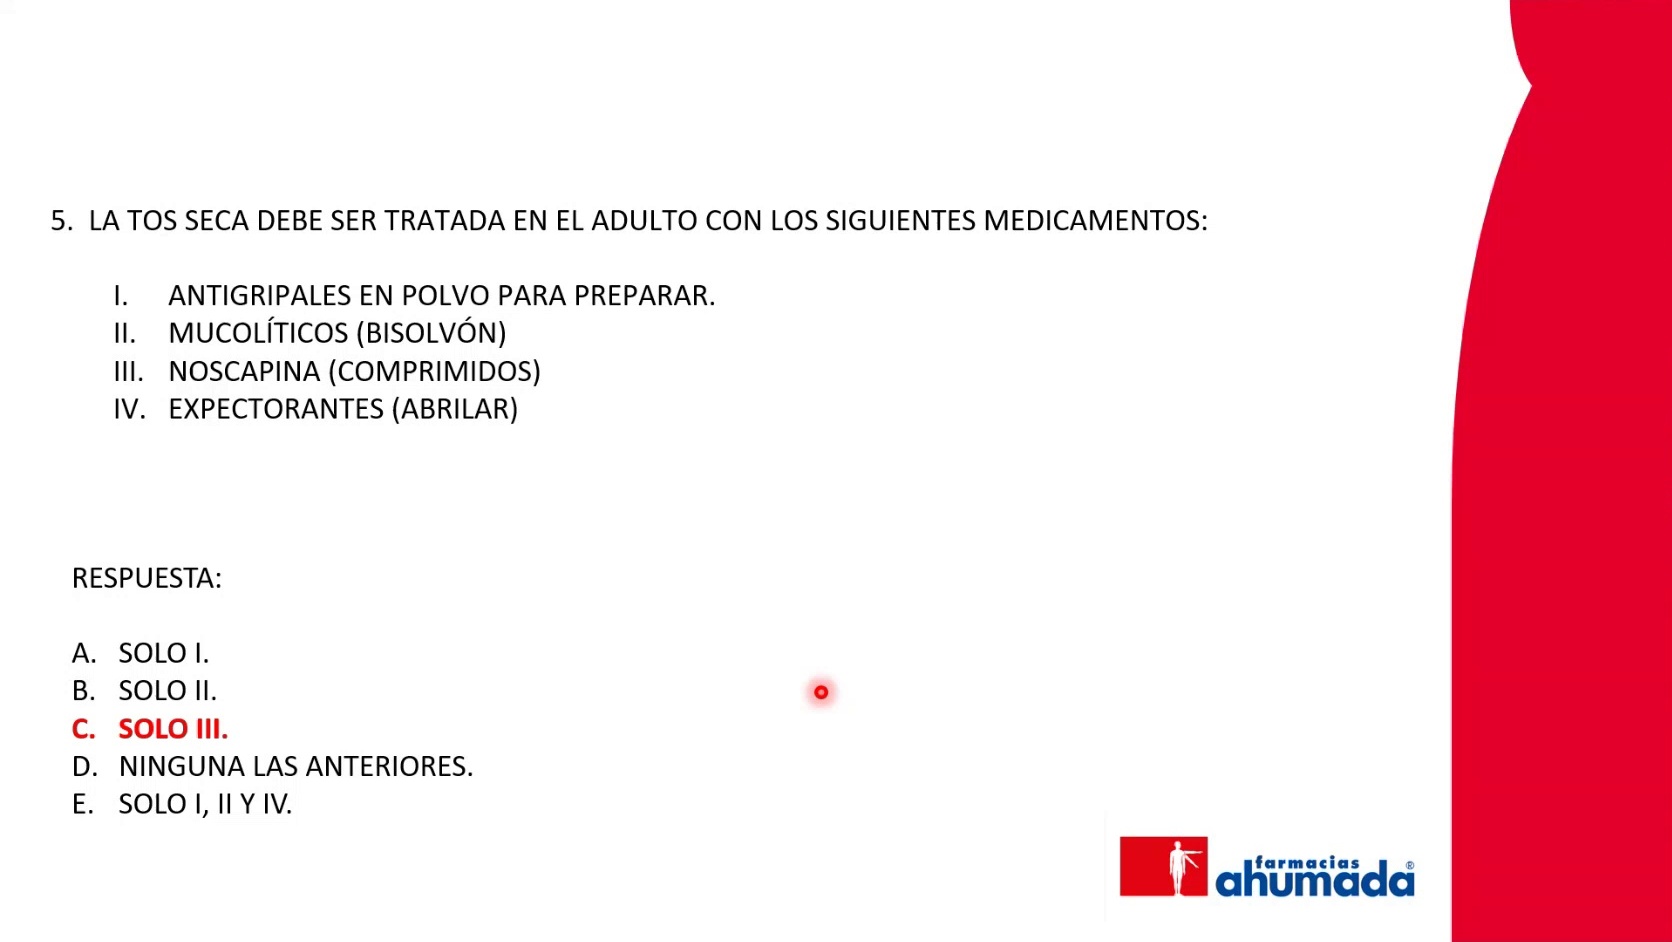 5. LA TOS SECA DEBE SER TRATADA EN EL ADULTO CON LOS SIGUIENTES MEDICAMENTOS:
I. ANTIGRIPALES EN POLVO PARA PREPARAR.
II. MUCOLÍTICOS (BISOLVÓN)
III. NOSCAPINA (COMPRIMIDOS)
IV. EXPECTORANTES (ABRILAR)
RESPUESTA:
A. SOLO I.
B. SOLO II.
C. SOLO III.
D. NINGUNA LAS ANTERIORES.
E. SOLO I, II Y IV.
farmacias
ahumada®